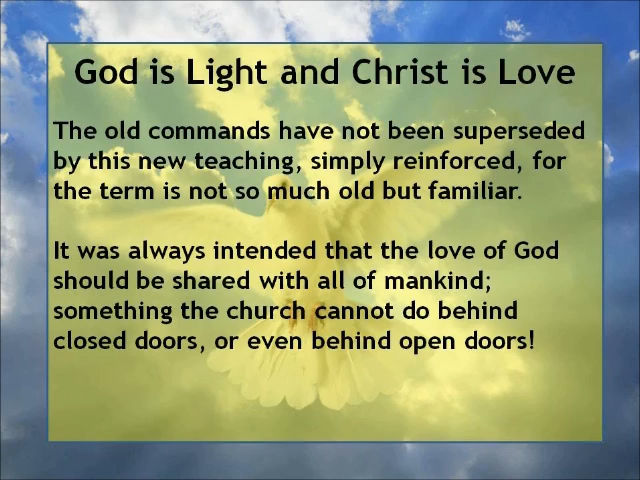 God is Light and Christ is Love
The old commands have not been superseded
by this new teaching, simply reinforced, for
the term is not so much old but familiar.
It was always intended that the love of God
should be shared with all of mankind;
something the church cannot do behind
closed doors, or even behind open doors!